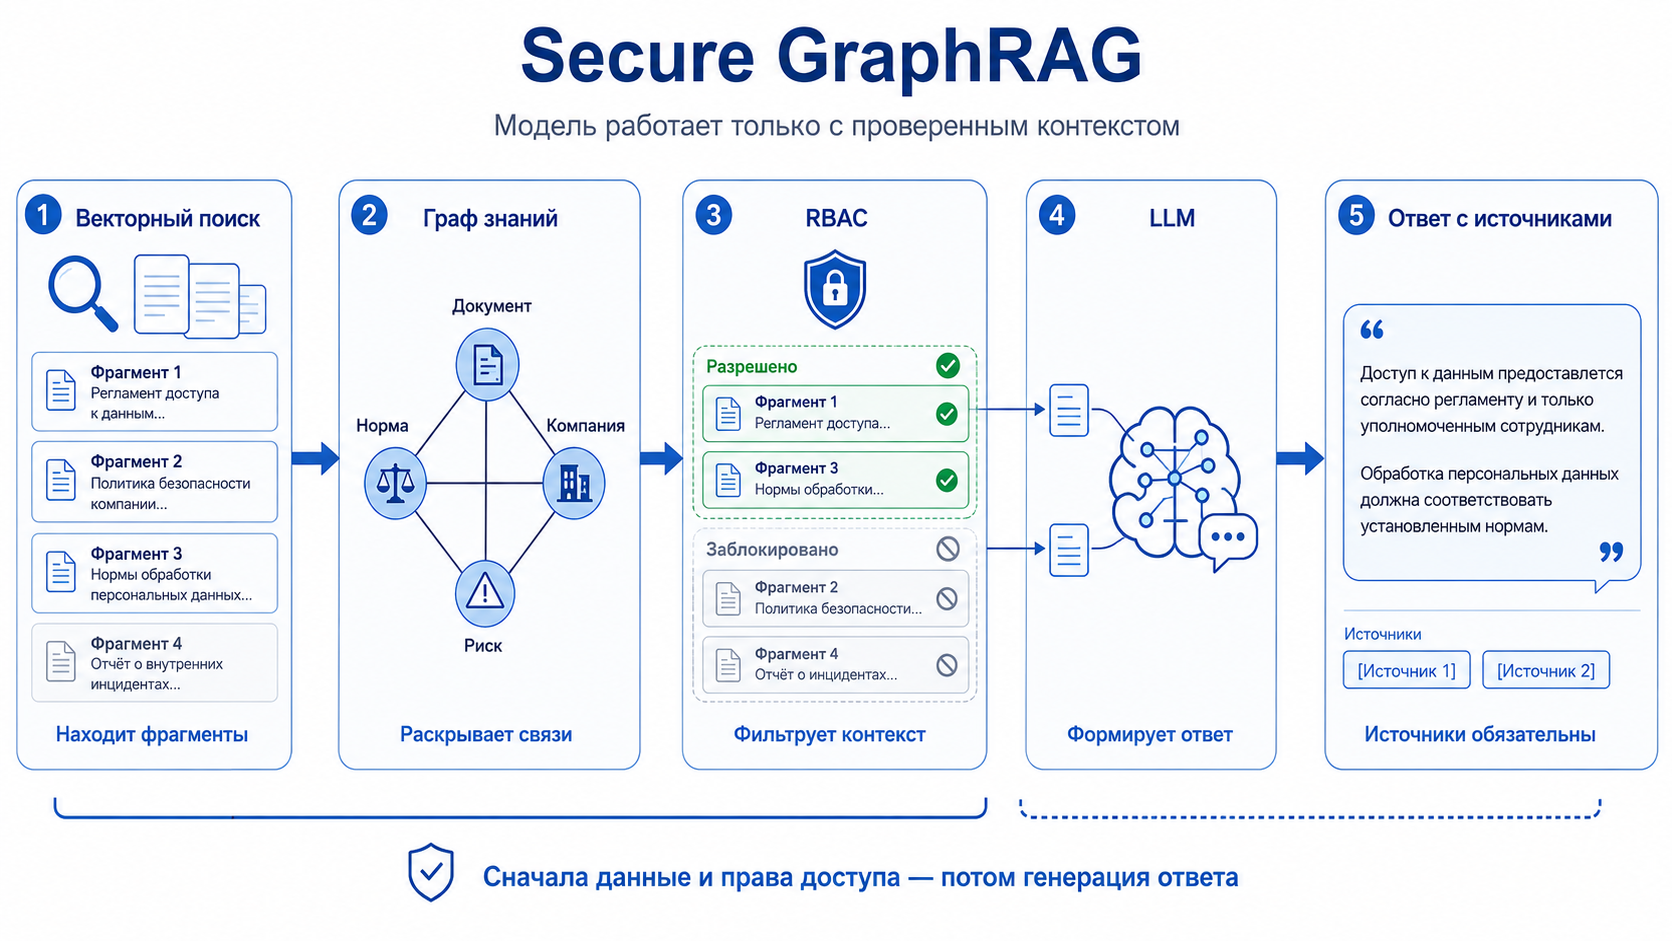 Secure GraphRAG
Модель работает только с проверенным контекстом
1
Векторный поиск
Фрагмент 1
Регламент доступа
к данным...
Фрагмент 2
Политика безопасности
компании...
Фрагмент 3
Нормы обработки
персональных данных...
Фрагмент 4
Отчёт о внутренних
инцидентах...
Находит фрагменты
2
Граф знаний
Документ
Норма
Компания
Риск
Раскрывает связи
3
RBAC
Разрешено
Фрагмент 1
Регламент доступа...
Фрагмент 3
Нормы обработки...
Заблокировано
Фрагмент 2
Политика безопасности...
Фрагмент 4
Отчёт о инцидентах...
Фильтрует контекст
4
LLM
Формирует ответ
5
Ответ с источниками
“
Доступ к данным предоставлется
согласно регламенту и только
уполномоченным сотрудникам.
Обработка персональных данных
должна соответствовать
установленным нормам.
”
Источники
[Источник 1]
[Источник 2]
Источники обязательны
Сначала данные и права доступа — потом генерация ответа